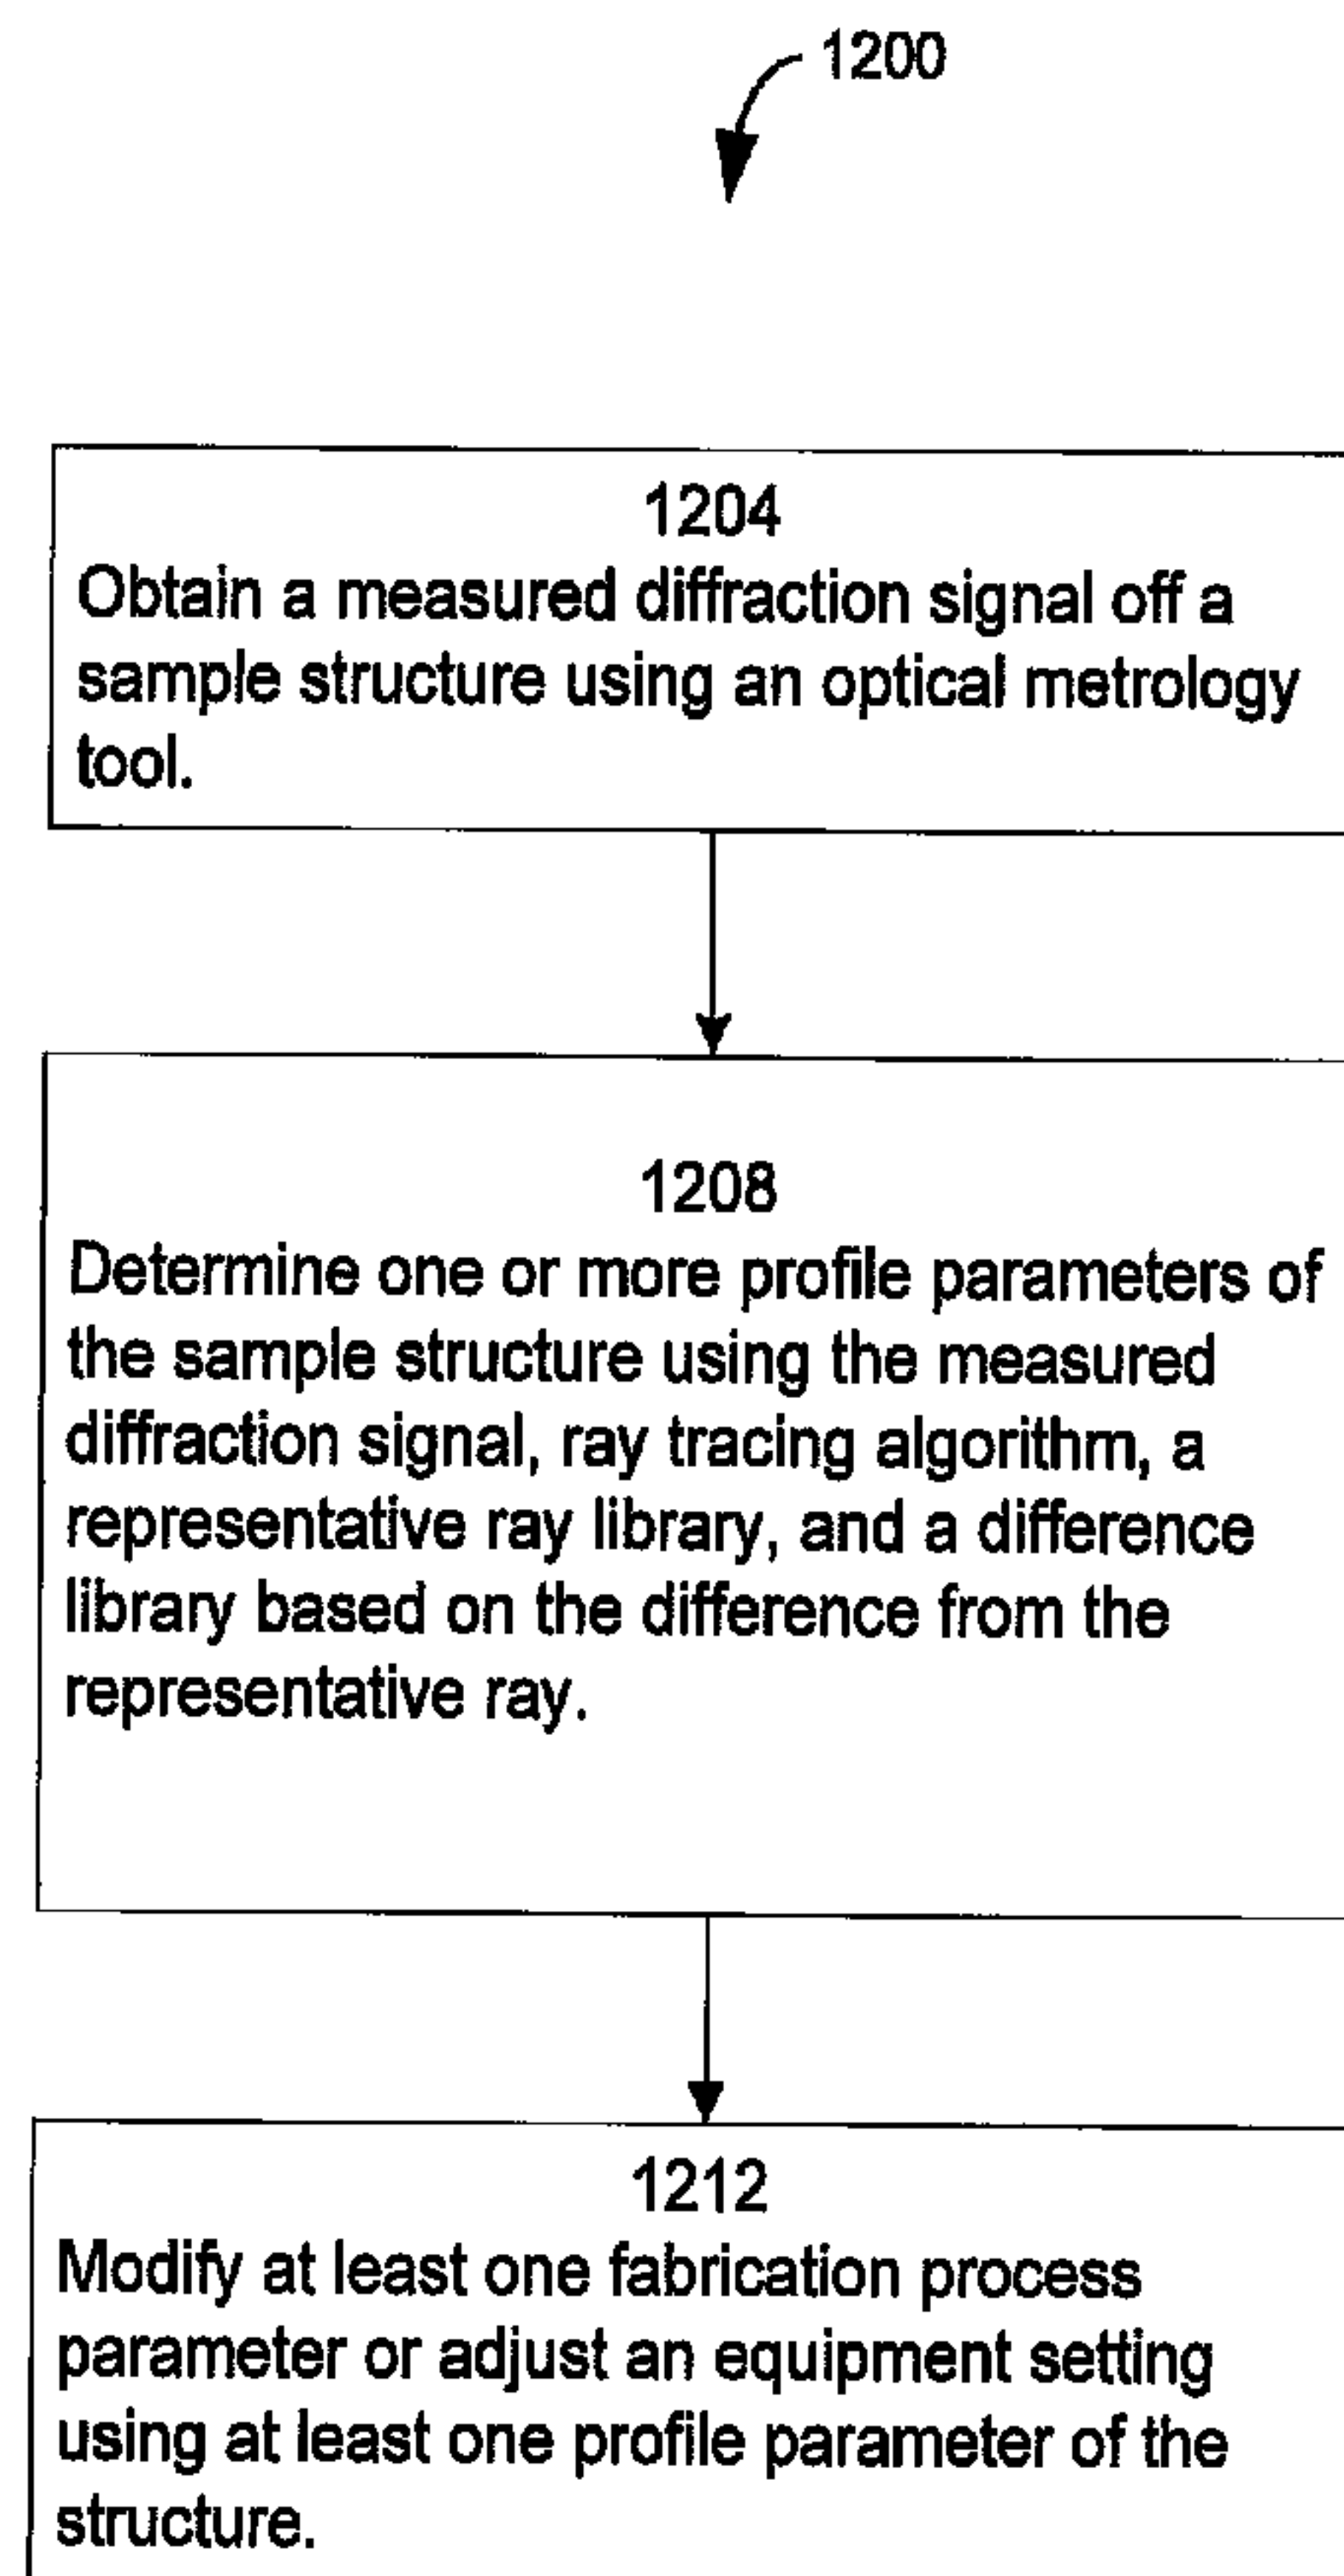 1200
1204
Obtain a measured diffraction signal off a
sample structure using an optical metrology
tool.
1208
Determine one or more profile parameters of
the sample structure using the measured
diffraction signal, ray tracing algorithm, a
representative ray library, and a difference
library based on the difference from the
representative ray.
1212
Modify at least one fabrication process
parameter or adjust an equipment setting
using at least one profile parameter of the
structure.